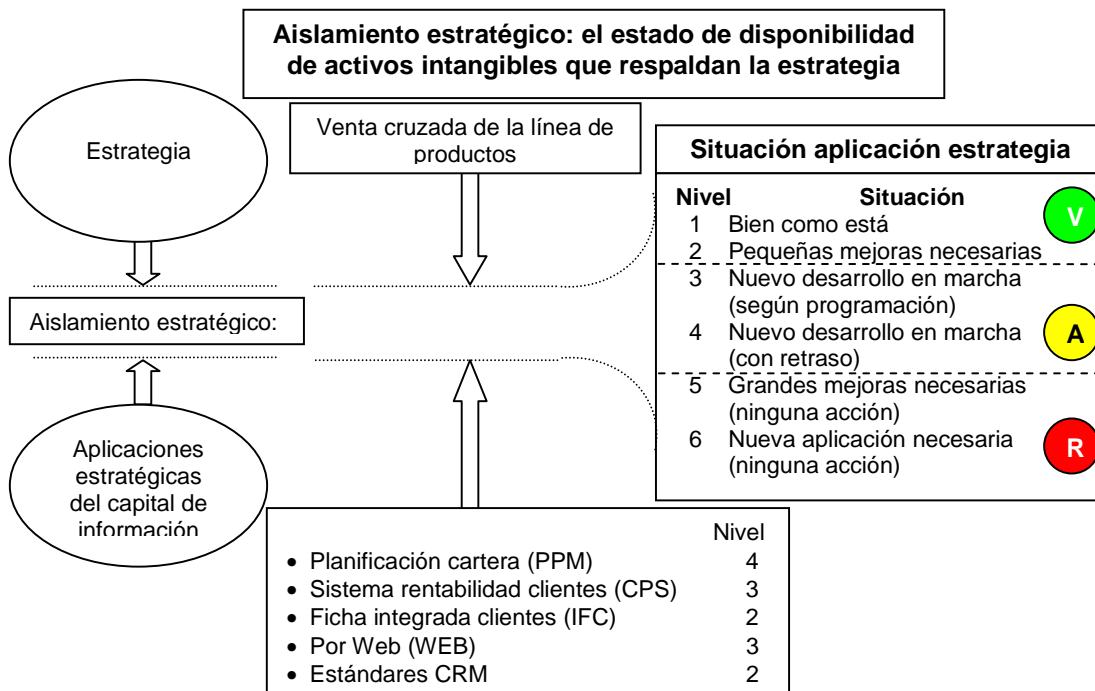 Aislamiento estratégico: el estado de disponibilidad
de activos intangibles que respaldan la estrategia
Estrategia
Venta cruzada de la línea de
productos
Situación aplicación estrategia
Nivel Situación
1 Bien como está
2 Pequeñas mejoras necesarias
V
3 Nuevo desarrollo en marcha
(según programación)
4 Nuevo desarrollo en marcha
(con retraso)
A
5 Grandes mejoras necesarias
(ninguna acción)
6 Nueva aplicación necesaria
(ninguna acción)
R
Aislamiento estratégico:
Aplicaciones
estratégicas
del capital de
información
Nivel
• Planificación cartera (PPM) 4
• Sistema rentabilidad clientes (CPS) 3
• Ficha integrada clientes (IFC) 2
• Por Web (WEB) 3
• Estándares CRM 2